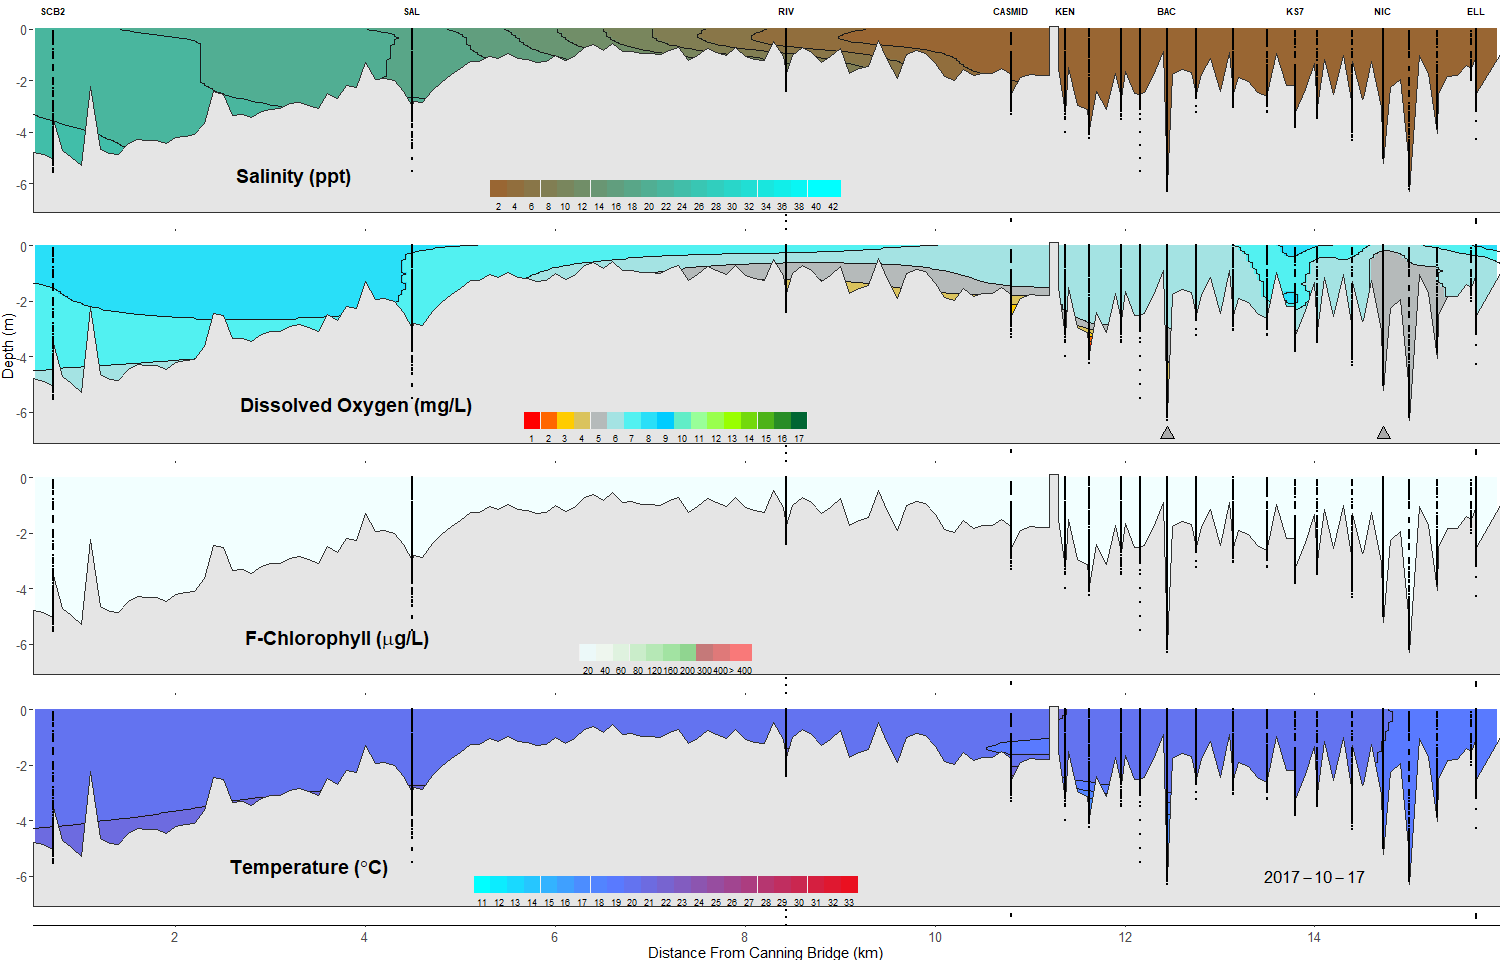 SCB2 SAL RIV CASMID KEN BAC KS7 NIC ELL
0
-2
-4
-6
Salinity (ppt)
2 4 6 8 10 12 14 16 18 20 22 24 26 28 30 32 34 36 38 40 42
0
-2
-4
-6
Depth (m)
Dissolved Oxygen (mg/L)
1 2 3 4 5 6 7 8 9 10 11 12 13 14 15 16 17
0
-2
-4
-6
F-Chlorophyll (μg/L)
20 40 60 80 120 160 200 300 400 > 400
0
-2
-4
-6
Temperature (°C)
11 12 13 14 15 16 17 18 19 20 21 22 23 24 25 26 27 28 29 30 31 32 33
2017 – 10 – 17
2 4 6 8 10 12 14
Distance From Canning Bridge (km)